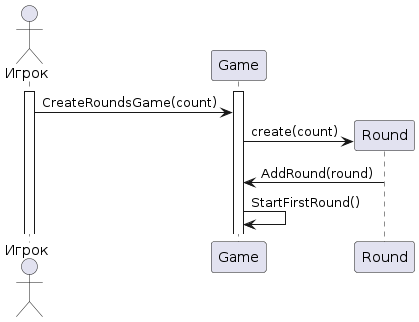 Игрок
Game
CreateRoundsGame(count)
create(count)
Round
AddRound(round)
StartFirstRound()
Игрок
Game
Round